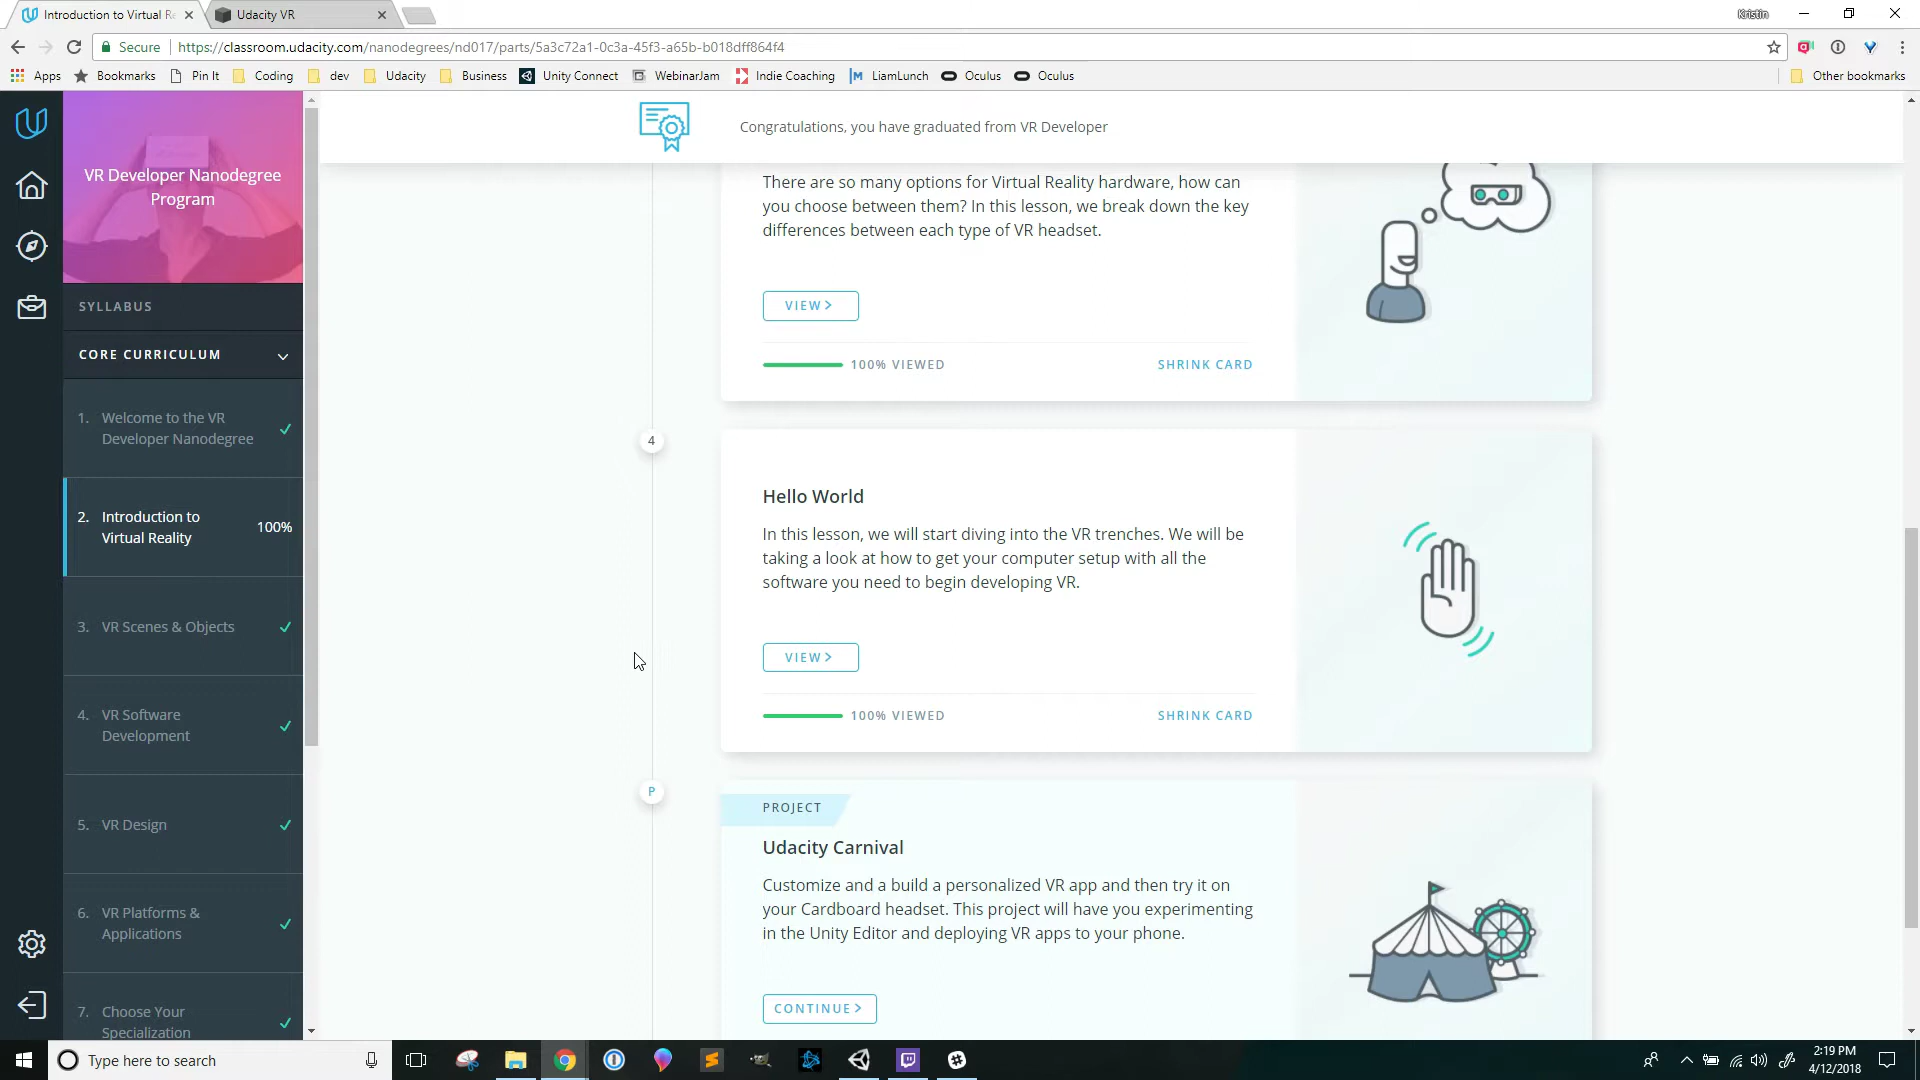 Introduction to Virtual Re
Udacity VR
Kristin
Secure
https://classroom.udacity.com/nanodegrees/nd017/parts/5a3c72a1-0c3a-45f3-a65b-b018dff864f4
Apps
Bookmarks
Pin It
Coding
dev
Udacity
Business
Unity Connect
WebinarJam
Indie Coaching
LiamLunch
Oculus
Oculus
Other bookmarks
VR Developer Nanodegree
Program
SYLLABUS
CORE CURRICULUM
1. Welcome to the VR
Developer Nanodegree
2. Introduction to
Virtual Reality
100%
3. VR Scenes & Objects
4. VR Software
Development
5. VR Design
6. VR Platforms &
Applications
7. Choose Your
Specialization
Congratulations, you have graduated from VR Developer
There are so many options for Virtual Reality hardware, how can
you choose between them? In this lesson, we break down the key
differences between each type of VR headset.
VIEW >
100% VIEWED
SHRINK CARD
4
Hello World
In this lesson, we will start diving into the VR trenches. We will be
taking a look at how to get your computer setup with all the
software you need to begin developing VR.
VIEW >
100% VIEWED
SHRINK CARD
P
PROJECT
Udacity Carnival
Customize and a build a personalized VR app and then try it on
your Cardboard headset. This project will have you experimenting
in the Unity Editor and deploying VR apps to your phone.
CONTINUE >
Type here to search
2:19 PM
4/12/2018